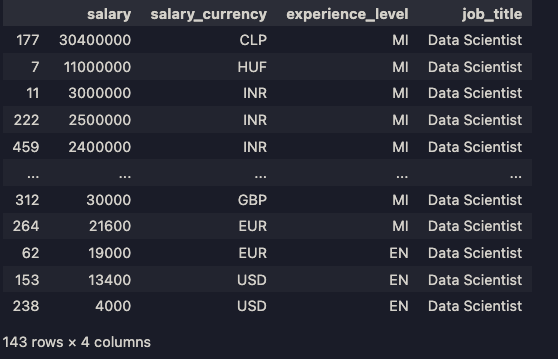 salary salary_currency experience_level job_title
177 30400000 CLP MI Data Scientist
7 11000000 HUF MI Data Scientist
11 3000000 INR MI Data Scientist
222 2500000 INR MI Data Scientist
459 2400000 INR MI Data Scientist
... ... ... ... ...
312 30000 GBP MI Data Scientist
264 21600 EUR MI Data Scientist
62 19000 EUR EN Data Scientist
153 13400 USD EN Data Scientist
238 4000 USD EN Data Scientist
143 rows × 4 columns